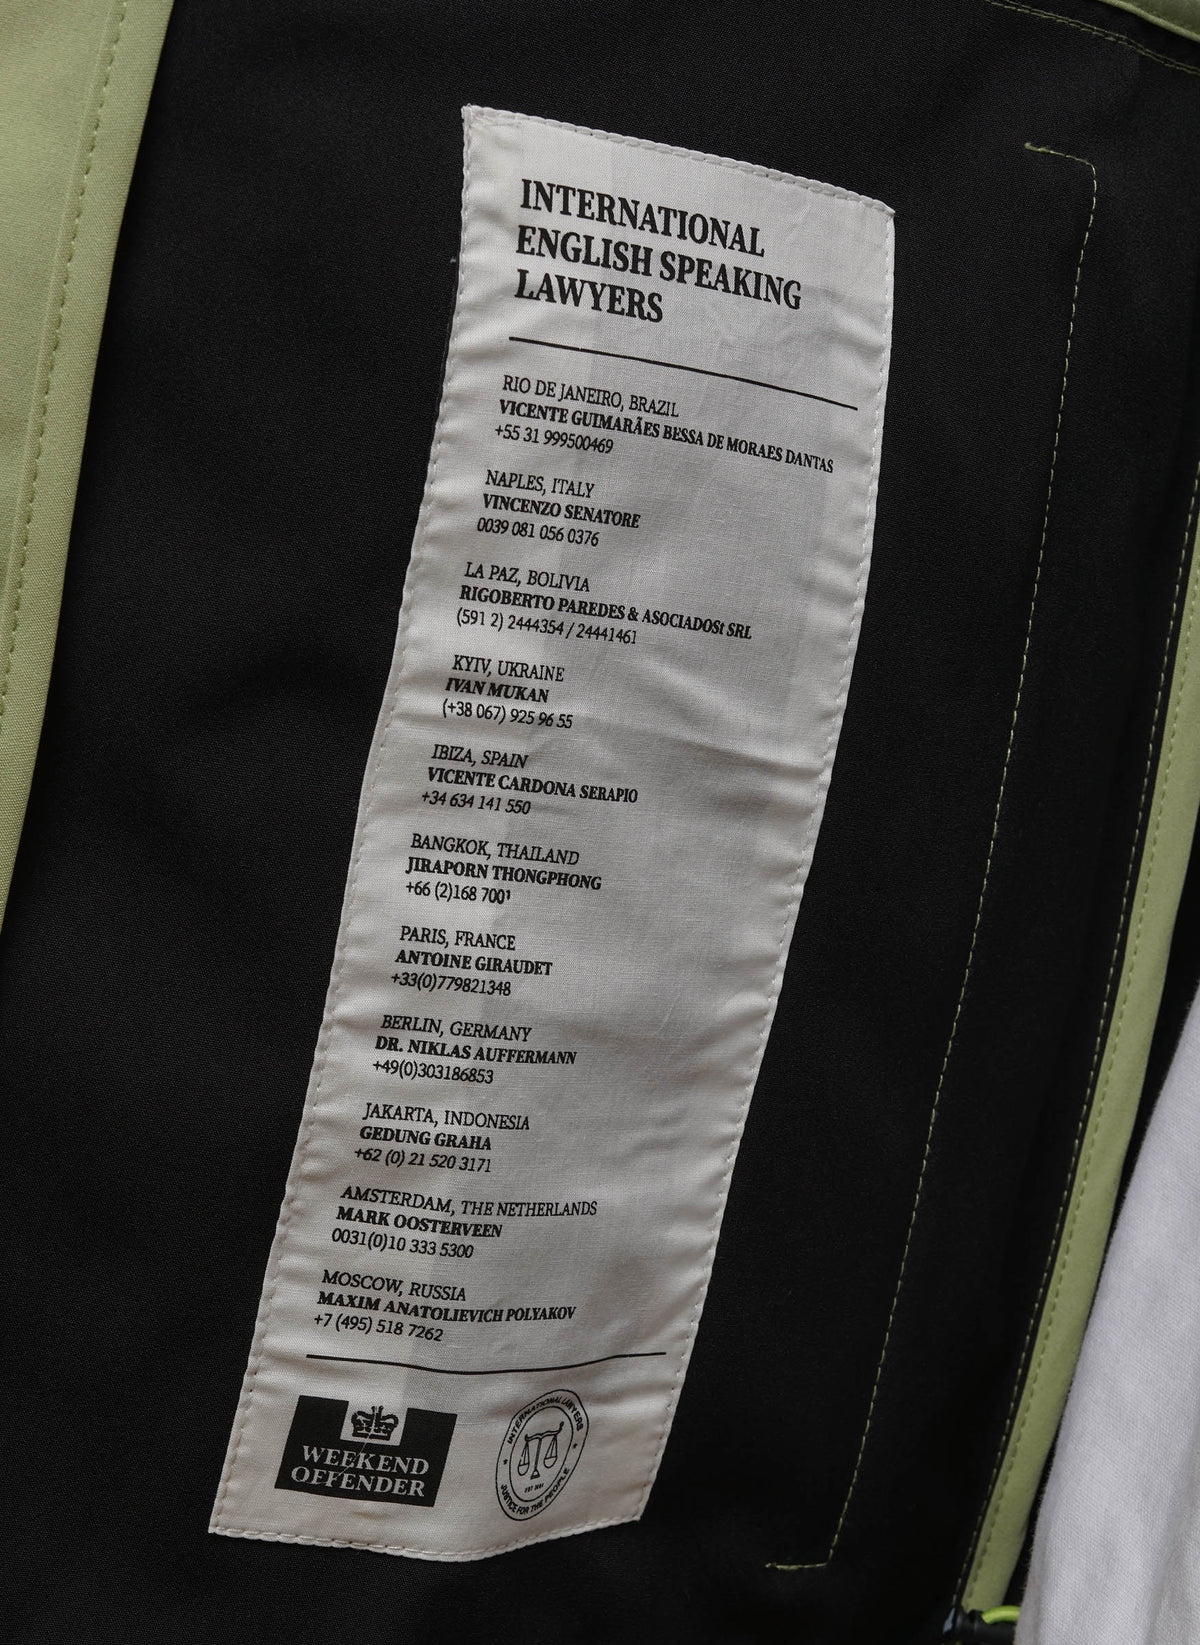 INTERNATIONAL
ENGLISH SPEAKING
LAWYERS
RIO DE JANEIRO, BRAZIL
VICENTE GUIMARÃES BESSA DE MORAES DANTAS
+55 31 999500469
NAPLES, ITALY
VINCENZO SENATORE
0039 081 056 0376
LA PAZ, BOLIVIA
RIGOBERTO PAREDES & ASOCIADOSt SRL
(591 2) 2444354 / 24441461
KYIV, UKRAINE
IVAN MUKAN
(+38 067) 925 96 55
IBIZA, SPAIN
VICENTE CARDONA SERAPIO
+34 634 141 550
BANGKOK, THAILAND
JIRAPORN THONGPHONG
+66 (2)168 7001
PARIS, FRANCE
ANTOINE GIRAUDET
+33(0)779821348
BERLIN, GERMANY
DR. NIKLAS AUFFERMANN
+49(0)303186853
JAKARTA, INDONESIA
GEDUNG GRAHA
+62 (0) 21 520 3171
AMSTERDAM, THE NETHERLANDS
MARK OOSTERVEEN
0031(0)10 333 5300
MOSCOW, RUSSIA
MAXIM ANATOLIEVICH POLYAKOV
+7 (495) 518 7262
WEEKEND
OFFENDER
INTERNATIONAL LAWYERS
JUSTICE FOR THE PEOPLE